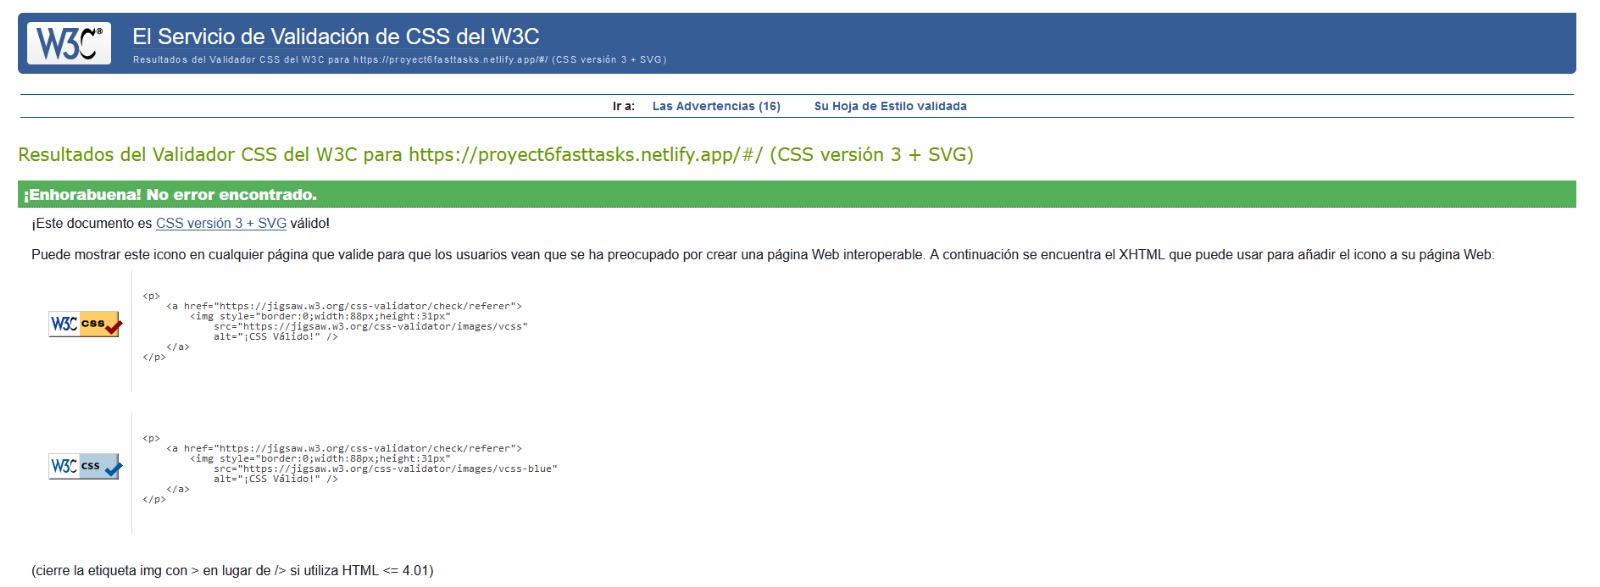 W3C®
El Servicio de Validación de CSS del W3C
Resultados del Validador CSS del W3C para https://proyect6fasttasks.netlify.app/#/ (CSS versión 3 + SVG)
Ir a: Las Advertencias (16) Su Hoja de Estilo validada
Resultados del Validador CSS del W3C para https://proyect6fasttasks.netlify.app/#/ (CSS versión 3 + SVG)
¡Enhorabuena! No error encontrado.
¡Este documento es CSS versión 3 + SVG válido!
Puede mostrar este icono en cualquier página que valide para que los usuarios vean que se ha preocupado por crear una página Web interoperable. A continuación se encuentra el XHTML que puede usar para añadir el icono a su página Web:
W3C css
<p>
<a href="https://jigsaw.w3.org/css-validator/check/referer">
<img style="border:0;width:88px;height:31px"
src="https://jigsaw.w3.org/css-validator/images/vcss"
alt="¡CSS Válido!" />
</a>
</p>
W3C css
<p>
<a href="https://jigsaw.w3.org/css-validator/check/referer">
<img style="border:0;width:88px;height:31px"
src="https://jigsaw.w3.org/css-validator/images/vcss-blue"
alt="¡CSS Válido!" />
</a>
</p>
(cierre la etiqueta img con > en lugar de /> si utiliza HTML <= 4.01)